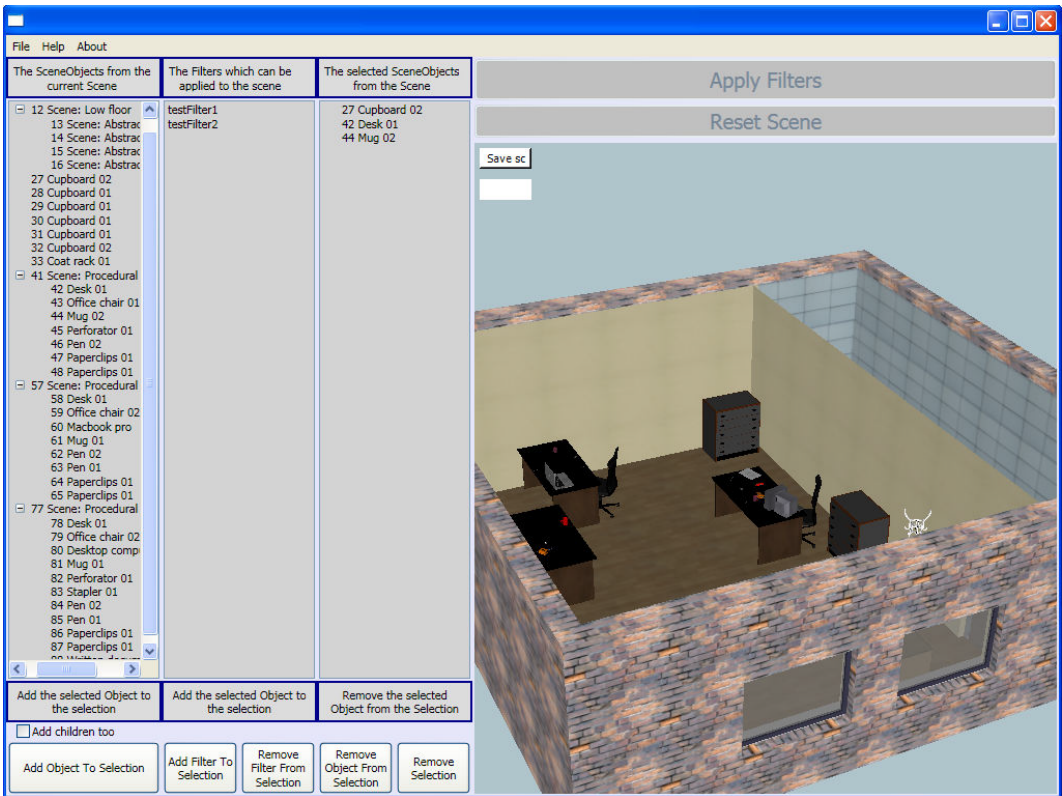 File Help About
The SceneObjects from the
current Scene
The Filters which can be
applied to the scene
The selected SceneObjects
from the Scene
Apply Filters
Reset Scene
12 Scene: Low floor
13 Scene: Abstrac
14 Scene: Abstrac
15 Scene: Abstrac
16 Scene: Abstrac
27 Cupboard 02
28 Cupboard 01
29 Cupboard 01
30 Cupboard 01
31 Cupboard 01
32 Cupboard 02
33 Coat rack 01
41 Scene: Procedural
42 Desk 01
43 Office chair 01
44 Mug 02
45 Perforator 01
46 Pen 02
47 Paperclips 01
48 Paperclips 01
57 Scene: Procedural
58 Desk 01
59 Office chair 02
60 Macbook pro
61 Mug 01
62 Pen 02
63 Pen 01
64 Paperclips 01
65 Paperclips 01
77 Scene: Procedural
78 Desk 01
79 Office chair 02
80 Desktop comp
81 Mug 01
82 Perforator 01
83 Stapler 01
84 Pen 02
85 Pen 01
86 Paperclips 01
87 Paperclips 01
testFilter1
testFilter2
27 Cupboard 02
42 Desk 01
44 Mug 02
Save sc
Add the selected Object to
the selection
Add the selected Object to
the selection
Remove the selected
Object from the Selection
Add children too
Add Object To Selection
Add Filter To
Selection
Remove
Filter From
Selection
Remove
Object From
Selection
Remove
Selection